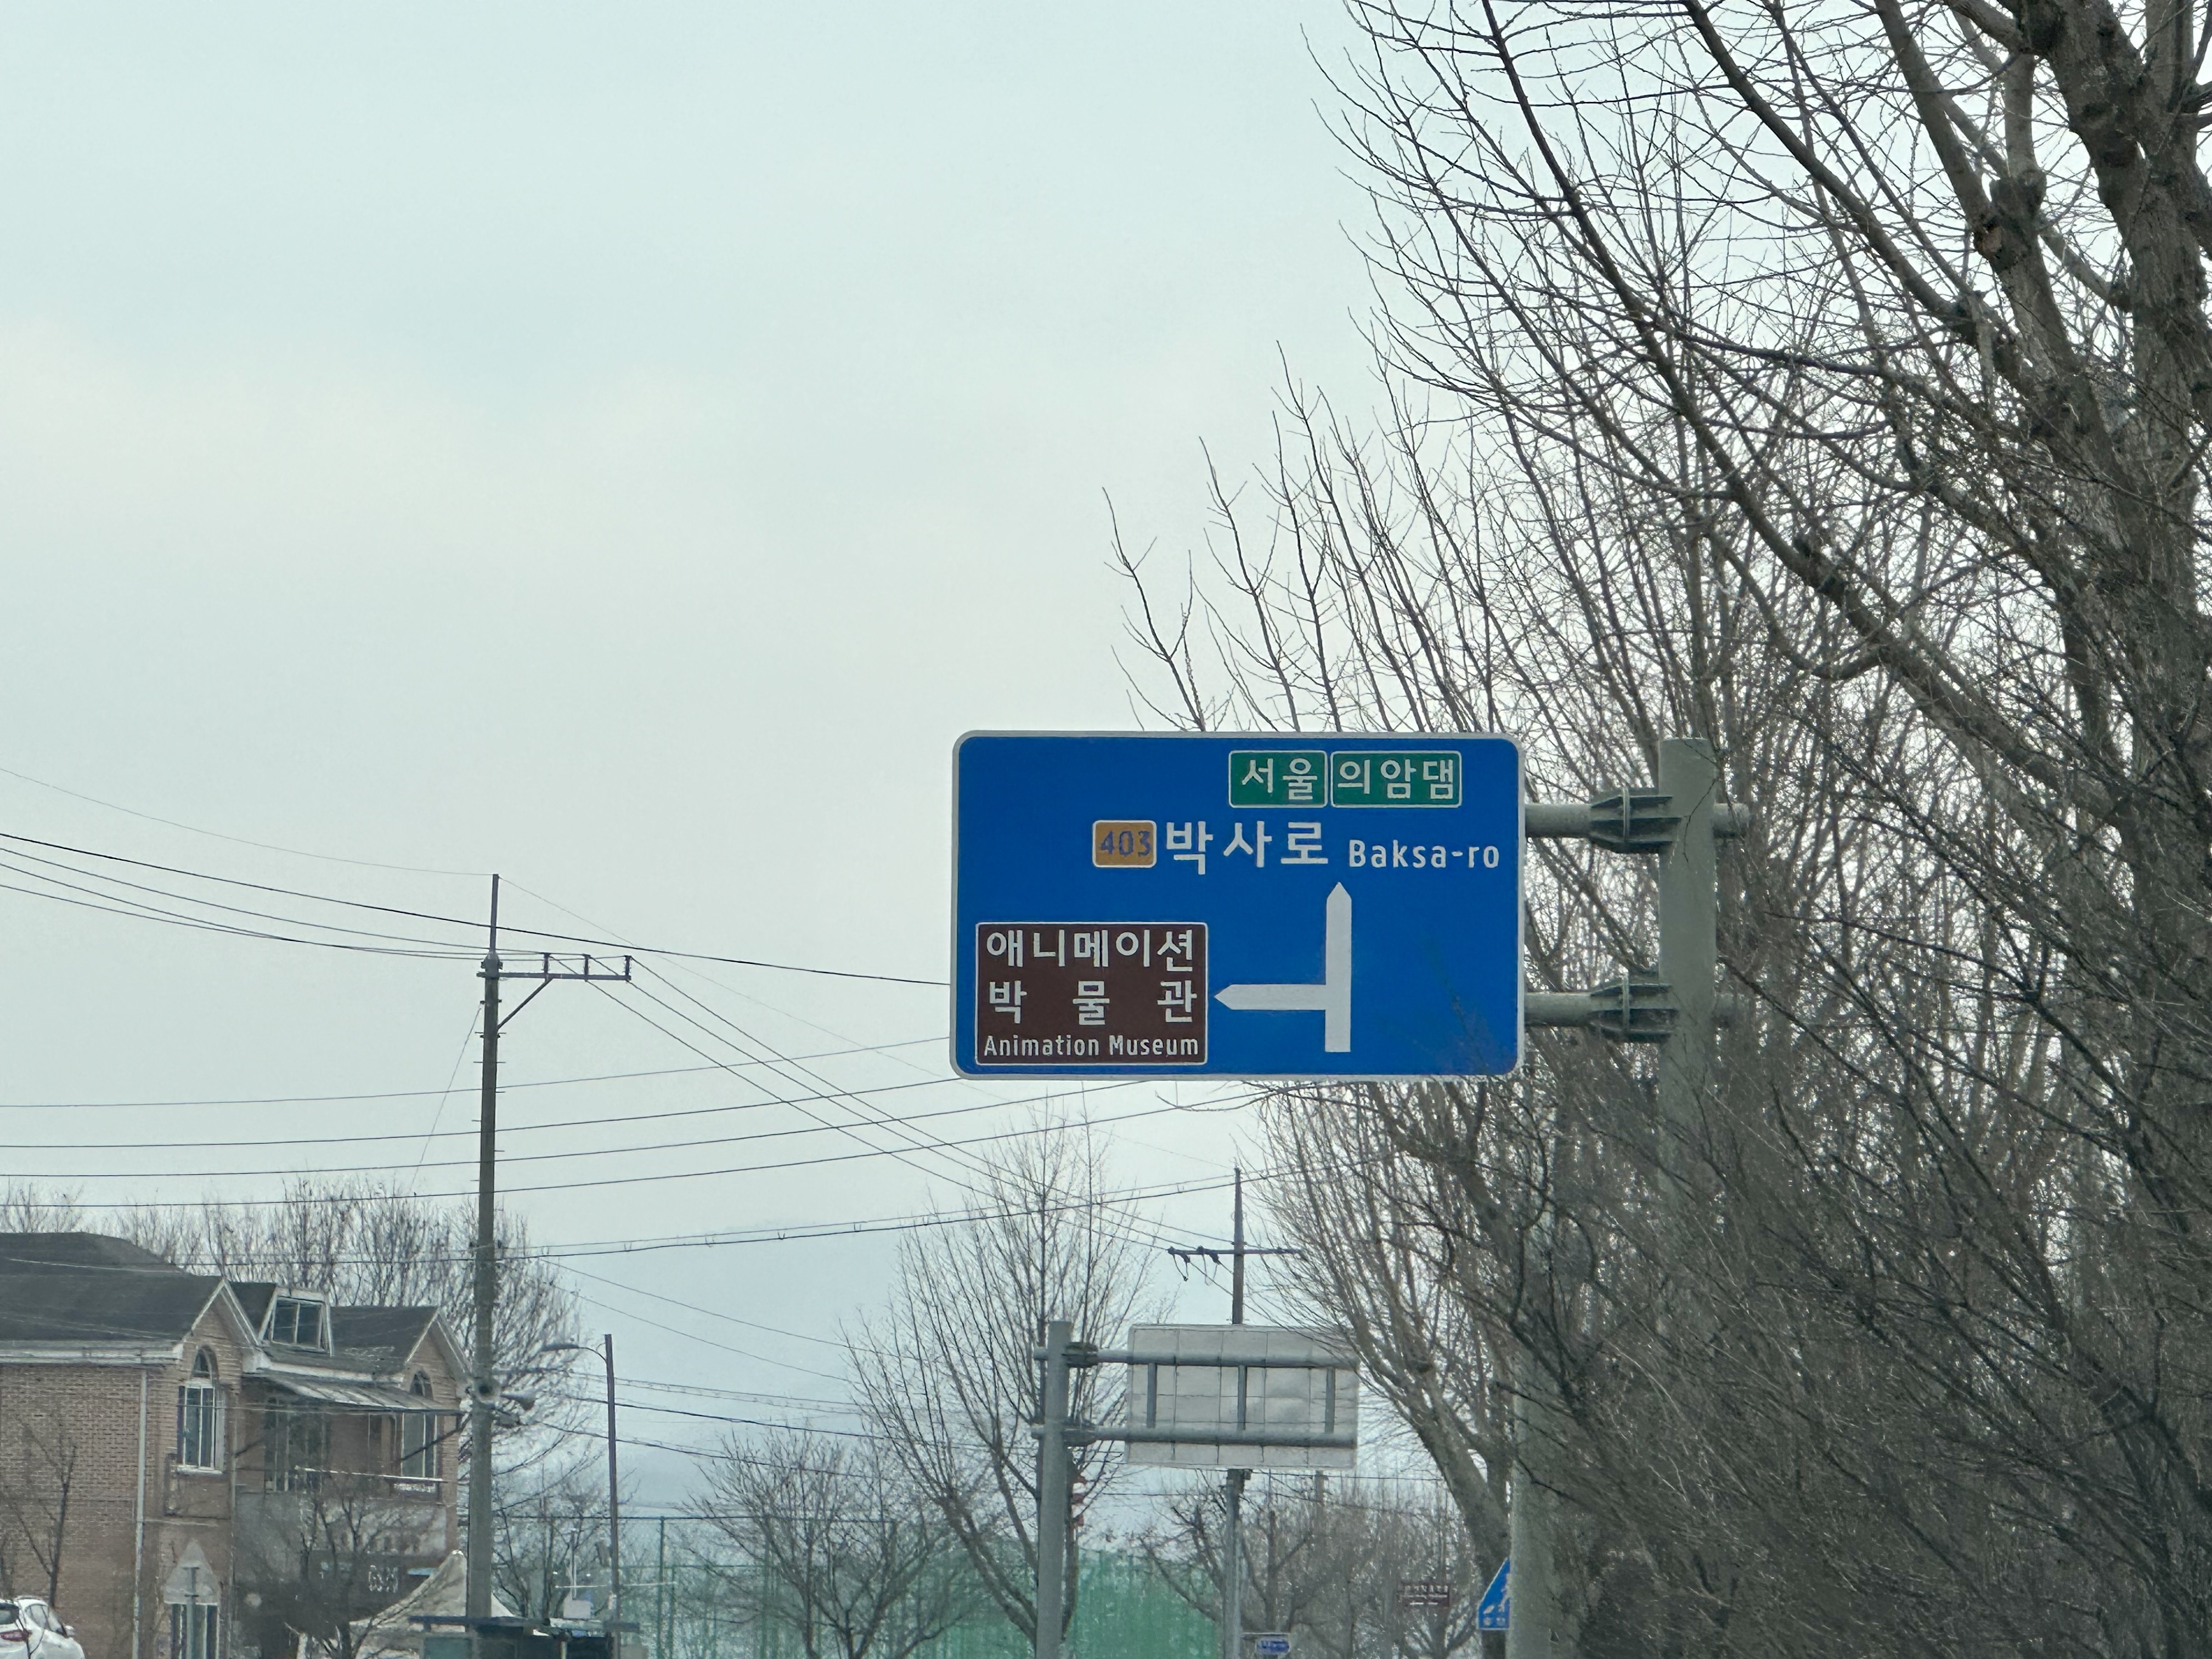 서울 의암댐
403 박사로 Baksa-ro
애니메이션
박 물 관
Animation Museum